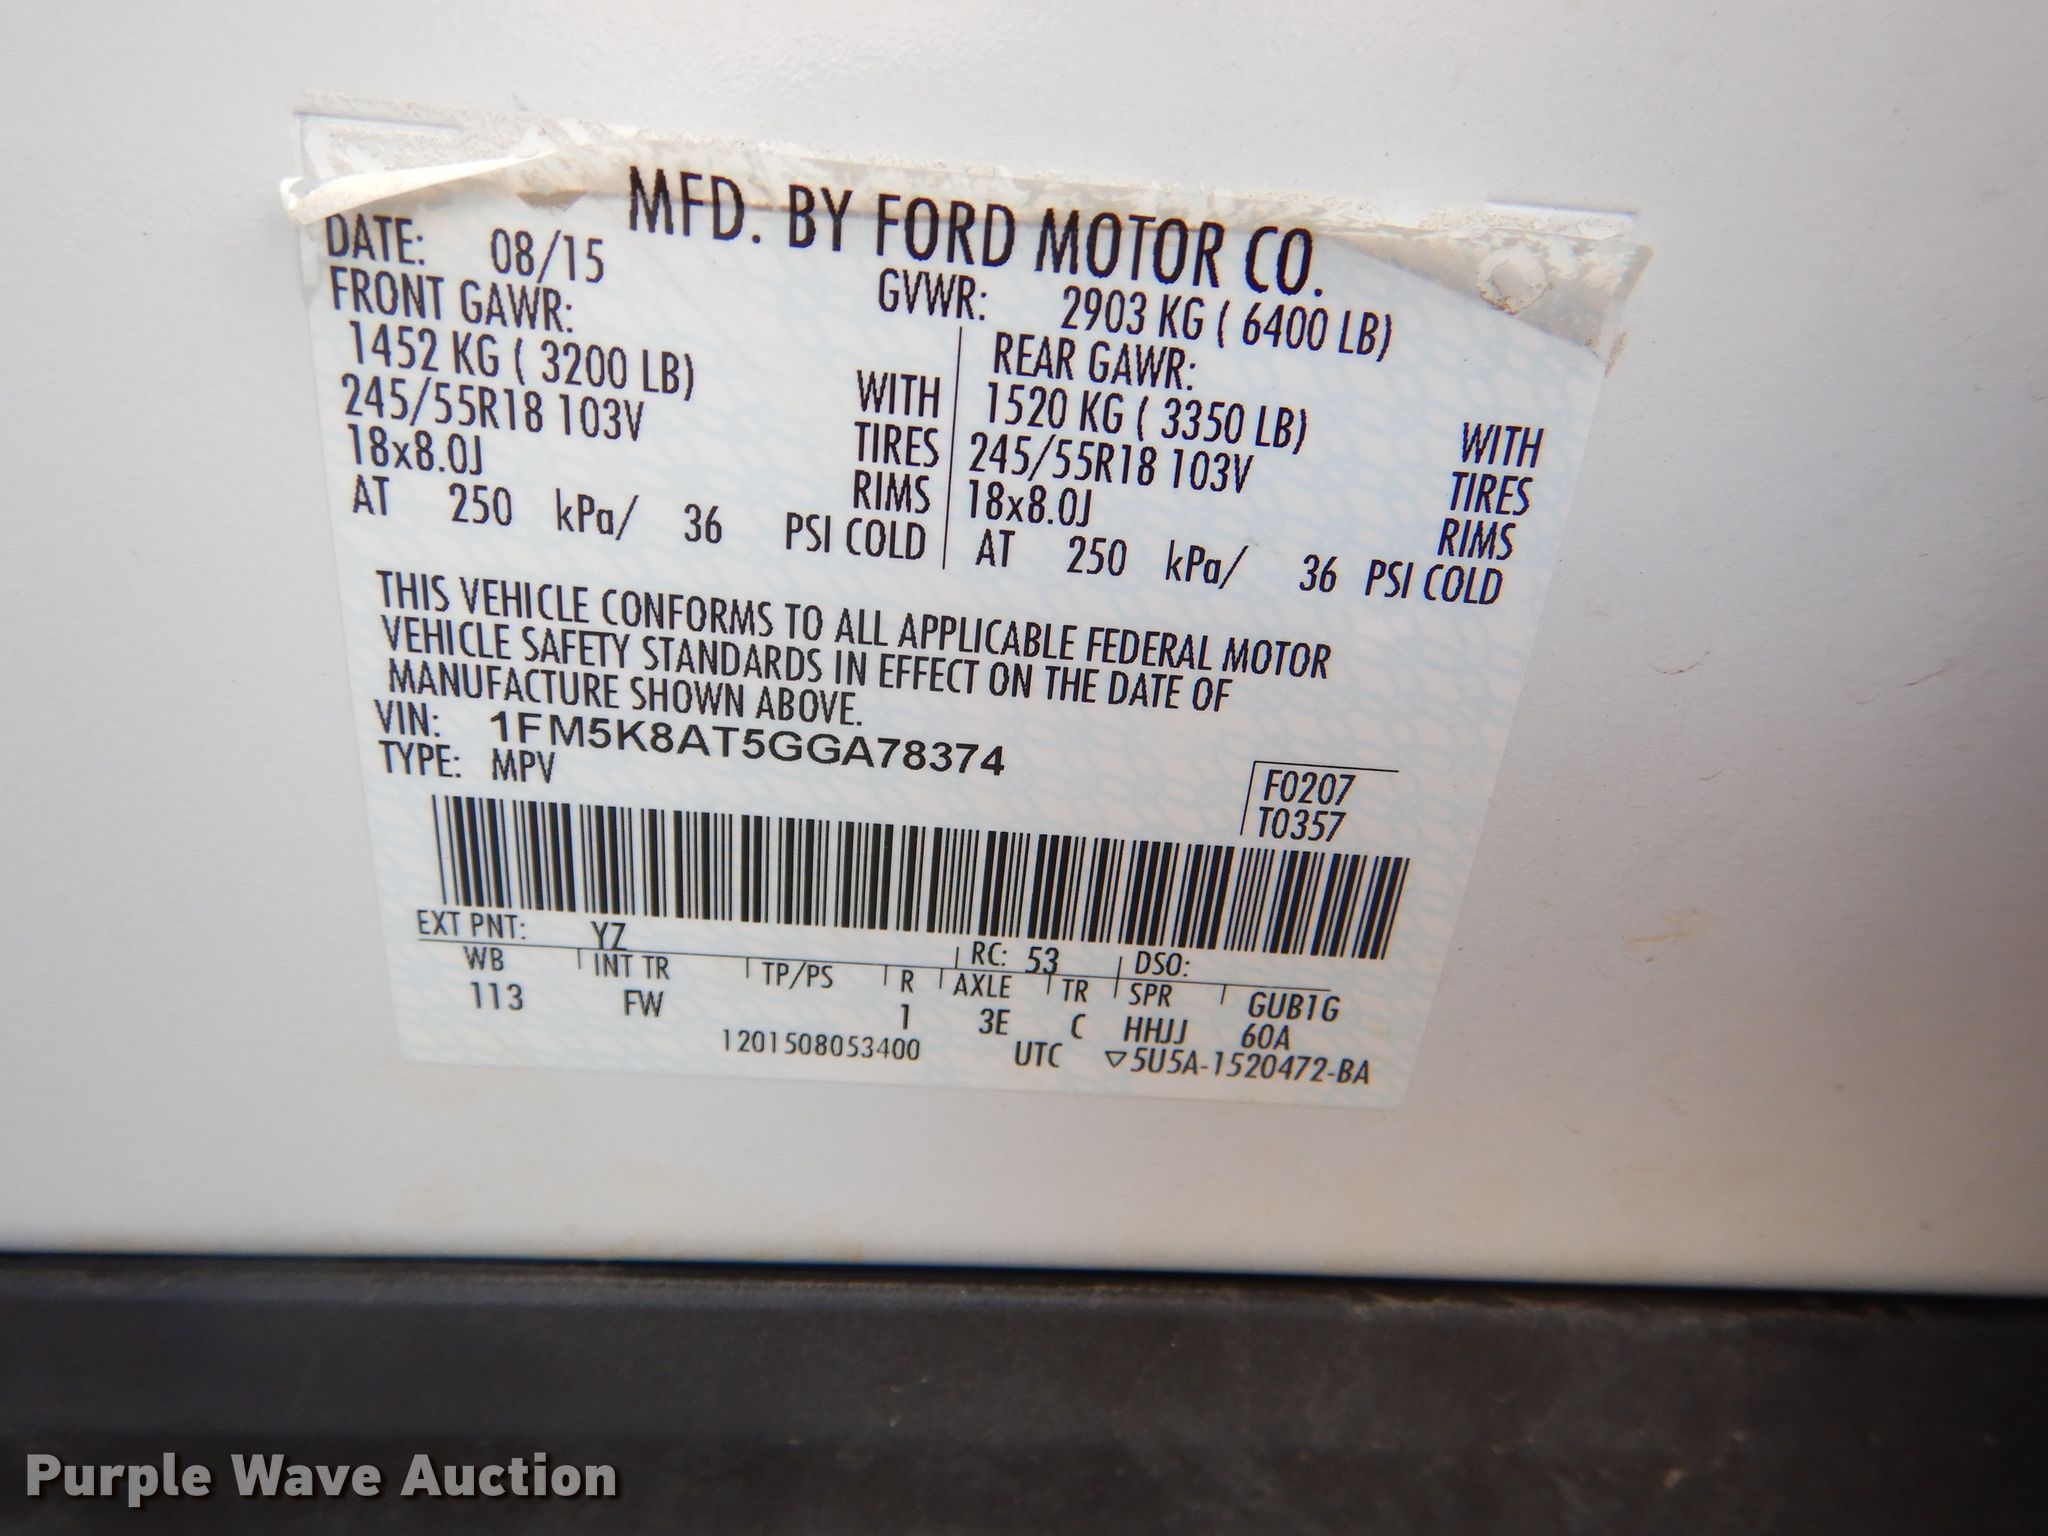 MFD. BY FORD MOTOR CO.
DATE: 08/15 GVWR: 2903 KG ( 6400 LB)
FRONT GAWR: REAR GAWR:
1452 KG ( 3200 LB) WITH 1520 KG ( 3350 LB) WITH
245/55R18 103V TIRES 245/55R18 103V TIRES
18x8.0J RIMS 18x8.0J RIMS
AT 250 kPa/ 36 PSI COLD AT 250 kPa/ 36 PSI COLD
THIS VEHICLE CONFORMS TO ALL APPLICABLE FEDERAL MOTOR
VEHICLE SAFETY STANDARDS IN EFFECT ON THE DATE OF
MANUFACTURE SHOWN ABOVE.
VIN: 1FM5K8AT5GGA78374
TYPE: MPV
F0207
T0357
EXT PNT: YZ RC: 53 DSO:
WB INT TR TP/PS R AXLE TR SPR GUB1G
113 FW 1 3E C HHJJ 60A
1201508053400 UTC ▽5U5A-1520472-BA
Purple Wave Auction